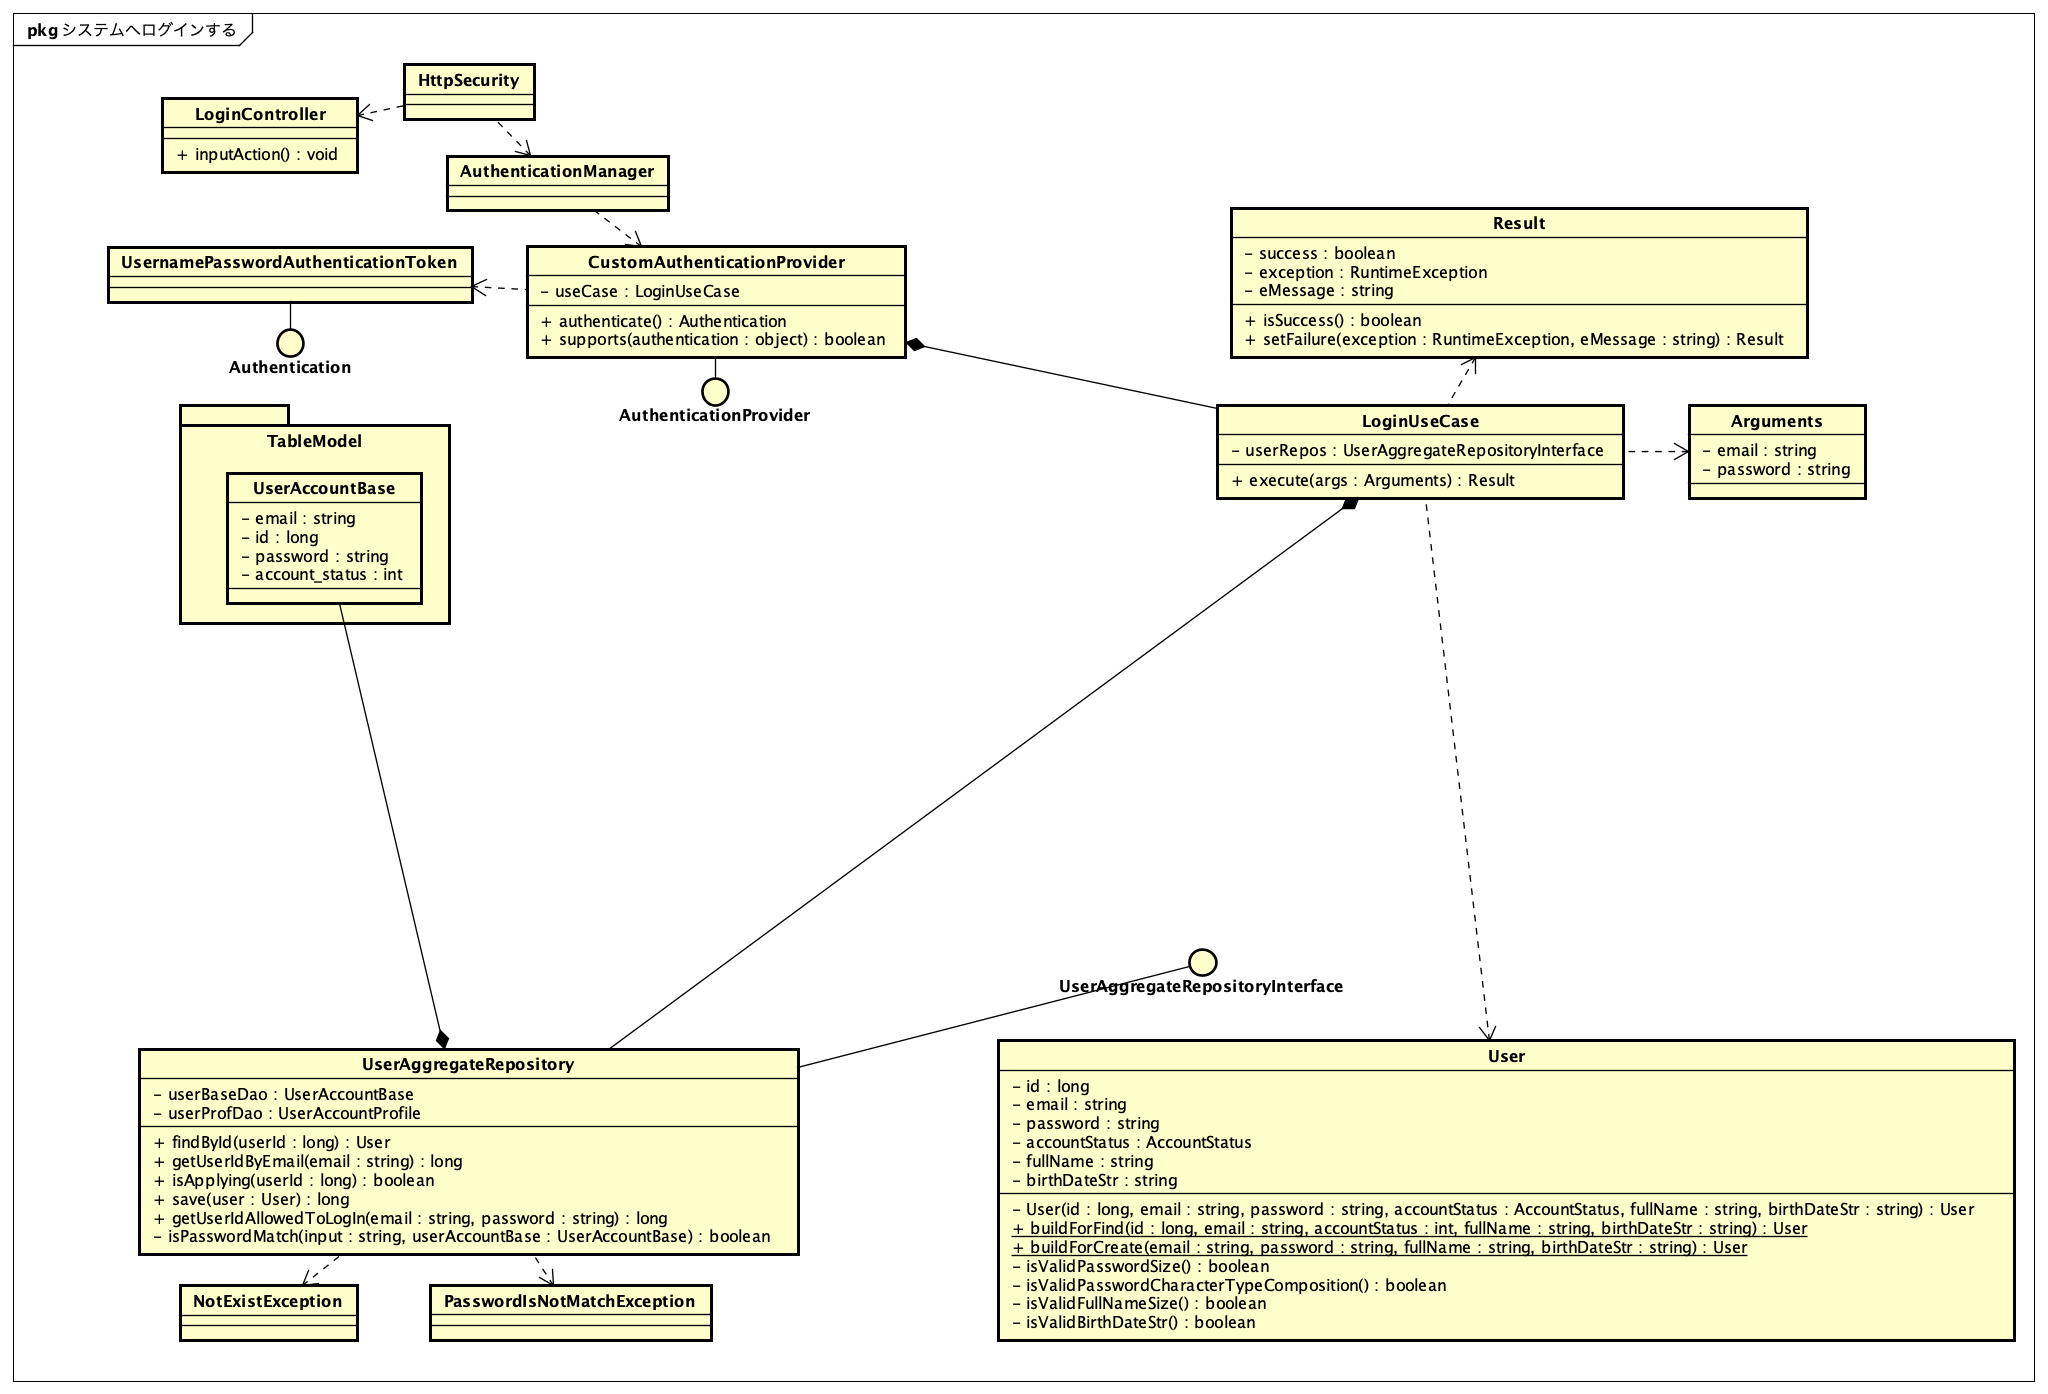 pkg システムへログインする
HttpSecurity
LoginController
+ inputAction() : void
AuthenticationManager
UsernamePasswordAuthenticationToken
Authentication
CustomAuthenticationProvider
- useCase : LoginUseCase
+ authenticate() : Authentication
+ supports(authentication : object) : boolean
AuthenticationProvider
Result
- success : boolean
- exception : RuntimeException
- eMessage : string
+ isSuccess() : boolean
+ setFailure(exception : RuntimeException, eMessage : string) : Result
LoginUseCase
- userRepos : UserAggregateRepositoryInterface
+ execute(args : Arguments) : Result
Arguments
- email : string
- password : string
TableModel
UserAccountBase
- email : string
- id : long
- password : string
- account_status : int
UserAggregateRepositoryInterface
UserAggregateRepository
- userBaseDao : UserAccountBase
- userProfDao : UserAccountProfile
+ findById(userId : long) : User
+ getUserIdByEmail(email : string) : long
+ isApplying(userId : long) : boolean
+ save(user : User) : long
+ getUserIdAllowedToLogIn(email : string, password : string) : long
- isPasswordMatch(input : string, userAccountBase : UserAccountBase) : boolean
NotExistException
PasswordIsNotMatchException
User
- id : long
- email : string
- password : string
- accountStatus : AccountStatus
- fullName : string
- birthDateStr : string
- User(id : long, email : string, password : string, accountStatus : AccountStatus, fullName : string, birthDateStr : string) : User
+ buildForFind(id : long, email : string, accountStatus : int, fullName : string, birthDateStr : string) : User
+ buildForCreate(email : string, password : string, fullName : string, birthDateStr : string) : User
- isValidPasswordSize() : boolean
- isValidPasswordCharacterTypeComposition() : boolean
- isValidFullNameSize() : boolean
- isValidBirthDateStr() : boolean